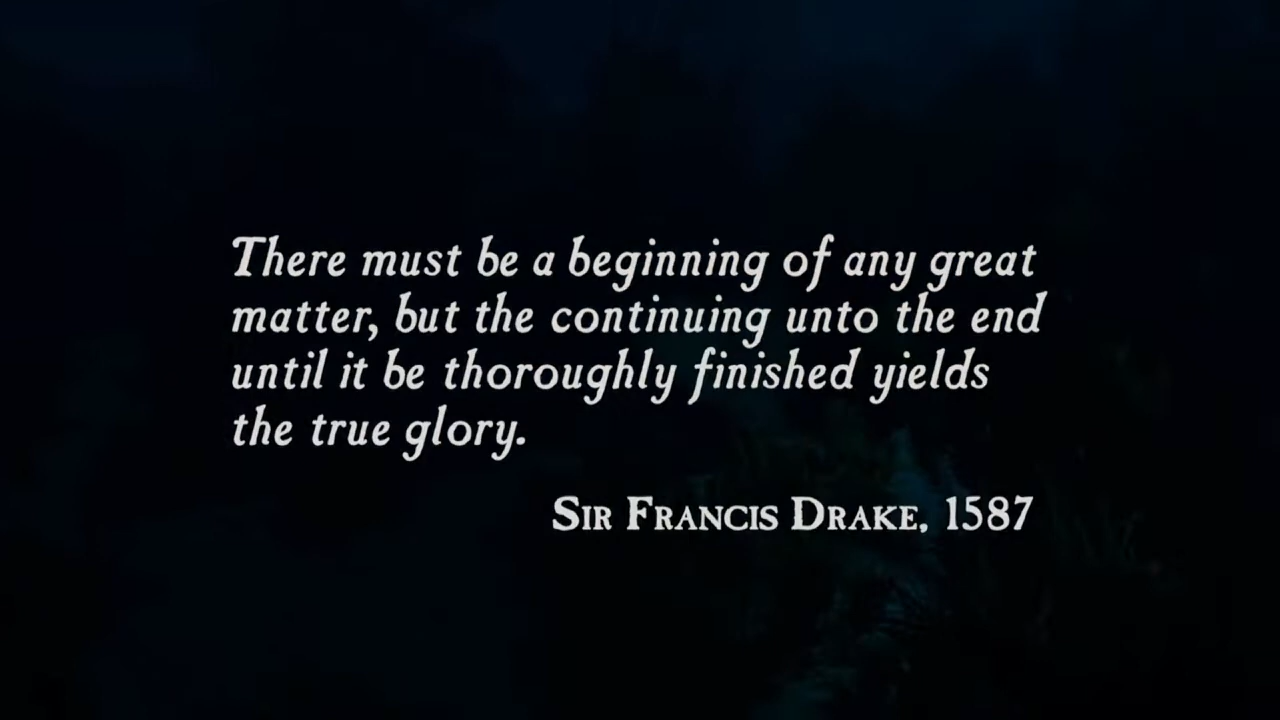 There must be a beginning of any great
matter, but the continuing unto the end
until it be thoroughly finished yields
the true glory.
Sir Francis Drake, 1587